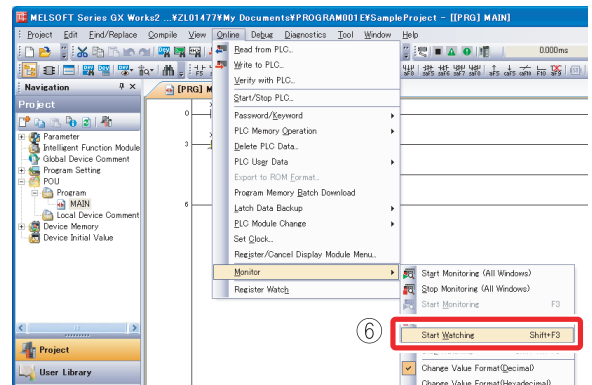 MELSOFT Series GX Works2 ...¥ZL01477¥My Documents¥PROGRAM001E¥SampleProject - [[PRG] MAIN]
Project Edit Find/Replace Compile View Online Debug Diagnostics Tool Window Help
0.000ms
Navigation
[PRG] M
Project
Parameter
Intelligent Function Module
Global Device Comment
Program Setting
POU
Program
MAIN
Local Device Comment
Device Memory
Device Initial Value
Project
User Library
0
3
6
Read from PLC...
Write to PLC...
Verify with PLC...
Start/Stop PLC...
Password/Keyword
PLC Memory Operation
Delete PLC Data...
PLC User Data
Export to ROM Format...
Program Memory Batch Download
Latch Data Backup
PLC Module Change
Set Clock...
Register/Cancel Display Module Menu...
Monitor
Register Watch
Start Monitoring (All Windows)
Stop Monitoring (All Windows)
Start Monitoring F3
⑥
Start Watching Shift+F3
Change Value Format(Decimal)
Change Value Format(Hexadecimal)